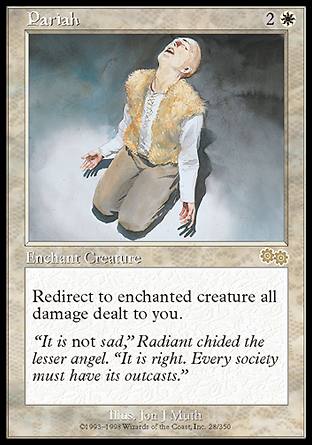 Pariah 2
Enchant Creature
Redirect to enchanted creature all
damage dealt to you.
"It is not sad," Radiant chided the
lesser angel. "It is right. Every society
must have its outcasts."
Illus. Jon J Muth
©1993–1998 Wizards of the Coast, Inc. 28/350